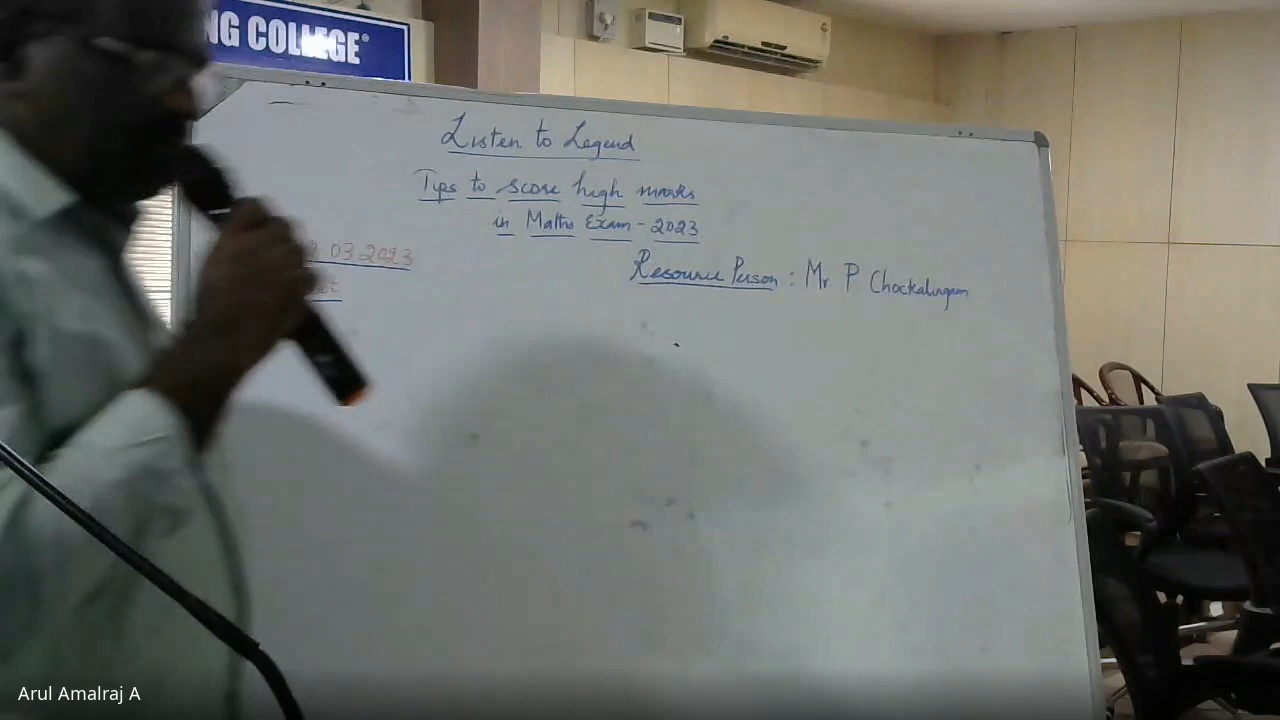 NG COLLEGE®
Listen to Legend
Tips to score high marks
in Maths Exam - 2023
03.2023
Resource Person : Mr P Chockalingam
Arul Amalraj A